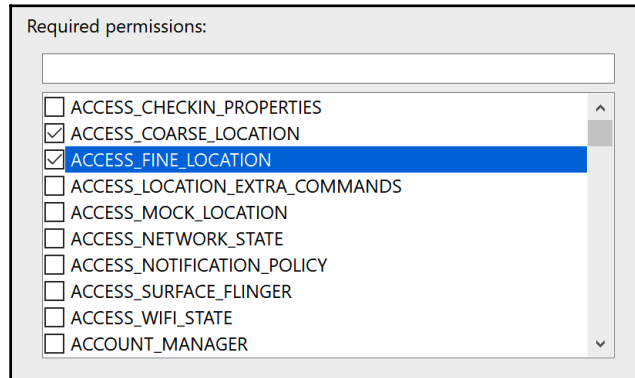 Required permissions:
ACCESS_CHECKIN_PROPERTIES
ACCESS_COARSE_LOCATION
ACCESS_FINE_LOCATION
ACCESS_LOCATION_EXTRA_COMMANDS
ACCESS_MOCK_LOCATION
ACCESS_NETWORK_STATE
ACCESS_NOTIFICATION_POLICY
ACCESS_SURFACE_FLINGER
ACCESS_WIFI_STATE
ACCOUNT_MANAGER